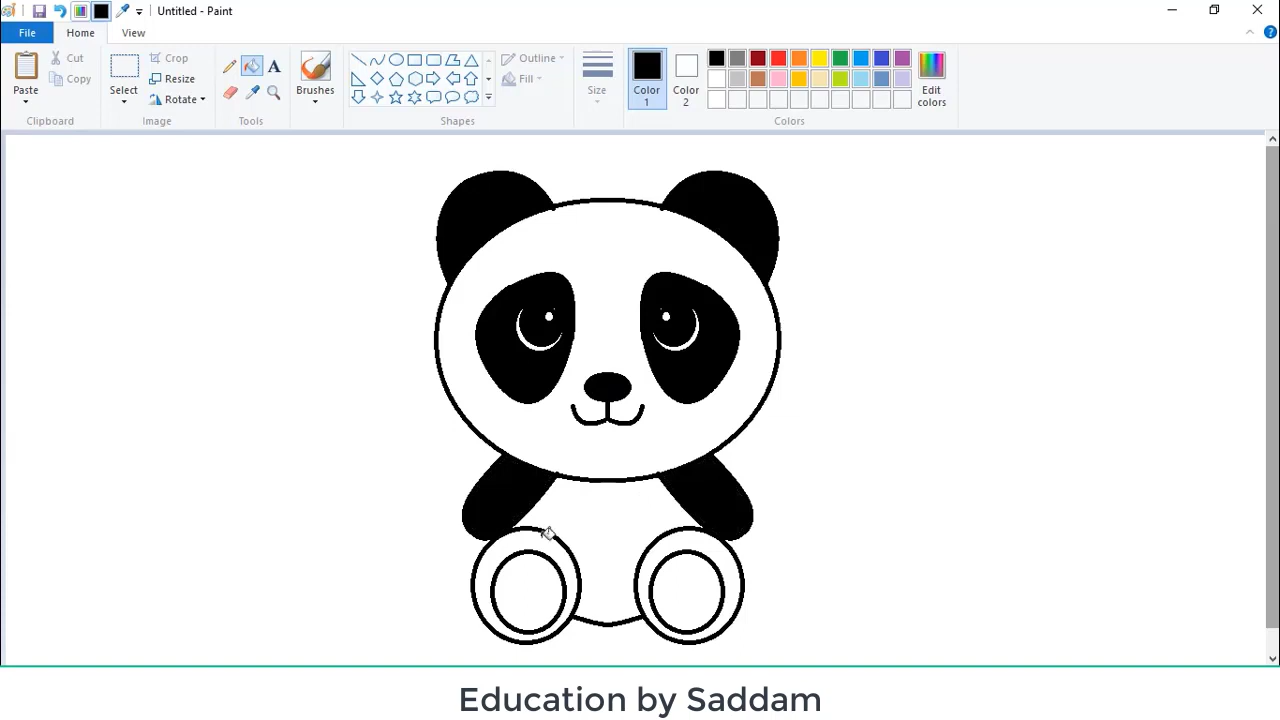 Untitled - Paint
File
Home
View
Paste
Cut
Copy
Clipboard
Select
Crop
Resize
Rotate
Image
A
Tools
Brushes
Outline
Fill
Shapes
Size
Color
1
Color
2
Edit
colors
Colors
Education by Saddam